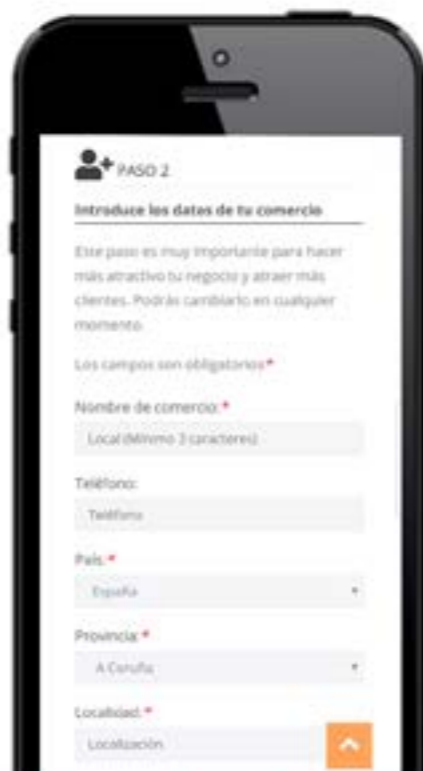 PASO 2
Introduce los datos de tu comercio
Este paso es muy importante para hacer
más atractivo tu negocio y atraer más
clientes. Podrás cambiarlo en cualquier
momento.
Los campos son obligatorios*
Nombre de comercio:*
Local (Mínimo 3 caracteres)
Teléfono:
Teléfono
País:*
España
Provincia:*
A Coruña
Localidad:*
Localización